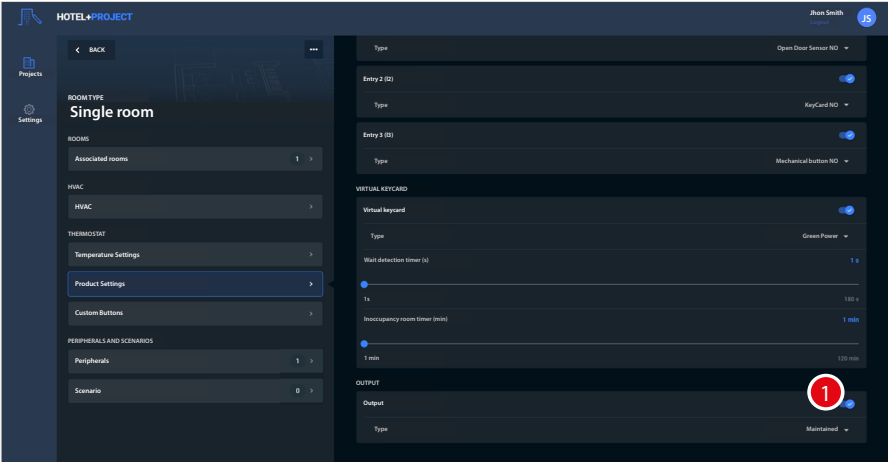 HOTEL+PROJECT
Jhon Smith
Logout
JS
Projects
Settings
BACK
ROOM TYPE
Single room
ROOMS
Associated rooms 1
HVAC
HVAC
THERMOSTAT
Temperature Settings
Product Settings
Custom Buttons
PERIPHERALS AND SCENARIOS
Peripherals 1
Scenario 0
Type Open Door Sensor NO
Entry 2 (I2)
Type KeyCard NO
Entry 3 (I3)
Type Mechanical button NO
VIRTUAL KEYCARD
Virtual keycard
Type Green Power
Wait detection timer (s) 1 s
1s 180 s
Inoccupancy room timer (min) 1 min
1 min 120 min
OUTPUT
Output
1
Type Maintained